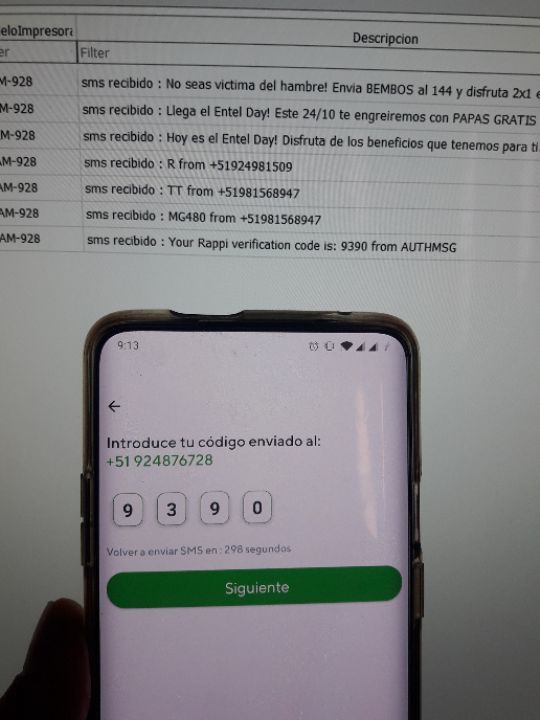 eloImpresora Descripcion
er Filter
M-928 sms recibido : No seas victima del hambre! Envia BEMBOS al 144 y disfruta 2x1 e
AM-928 sms recibido : Llega el Entel Day! Este 24/10 te engreiremos con PAPAS GRATIS
AM-928 sms recibido : Hoy es el Entel Day! Disfruta de los beneficios que tenemos para ti
AM-928 sms recibido : R from +51924981509
AM-928 sms recibido : TT from +51981568947
AM-928 sms recibido : MG480 from +51981568947
AM-928 sms recibido : Your Rappi verification code is: 9390 from AUTHMSG
9:13
Introduce tu código enviado al:
+51 924876728
9 3 9 0
Volver a enviar SMS en : 298 segundos
Siguiente